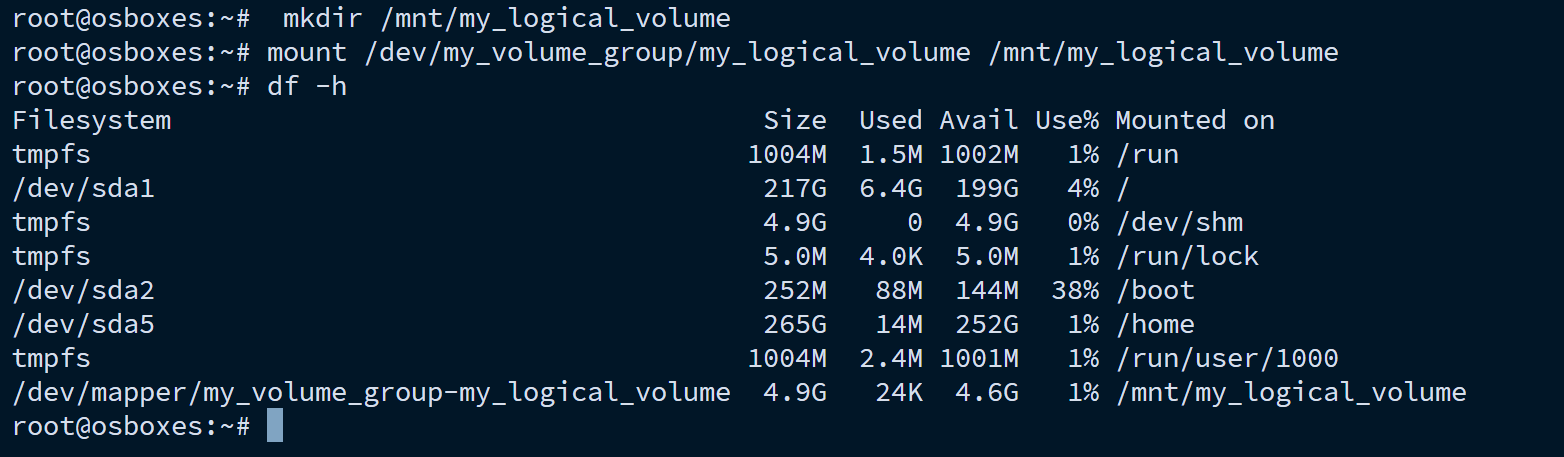 root@osboxes:~#  mkdir /mnt/my_logical_volume
root@osboxes:~# mount /dev/my_volume_group/my_logical_volume /mnt/my_logical_volume
root@osboxes:~# df -h
Filesystem                                     Size  Used Avail Use% Mounted on
tmpfs                                         1004M  1.5M 1002M   1% /run
/dev/sda1                                      217G  6.4G  199G   4% /
tmpfs                                          4.9G     0  4.9G   0% /dev/shm
tmpfs                                          5.0M  4.0K  5.0M   1% /run/lock
/dev/sda2                                      252M   88M  144M  38% /boot
/dev/sda5                                      265G   14M  252G   1% /home
tmpfs                                         1004M  2.4M 1001M   1% /run/user/1000
/dev/mapper/my_volume_group-my_logical_volume  4.9G   24K  4.6G   1% /mnt/my_logical_volume
root@osboxes:~#